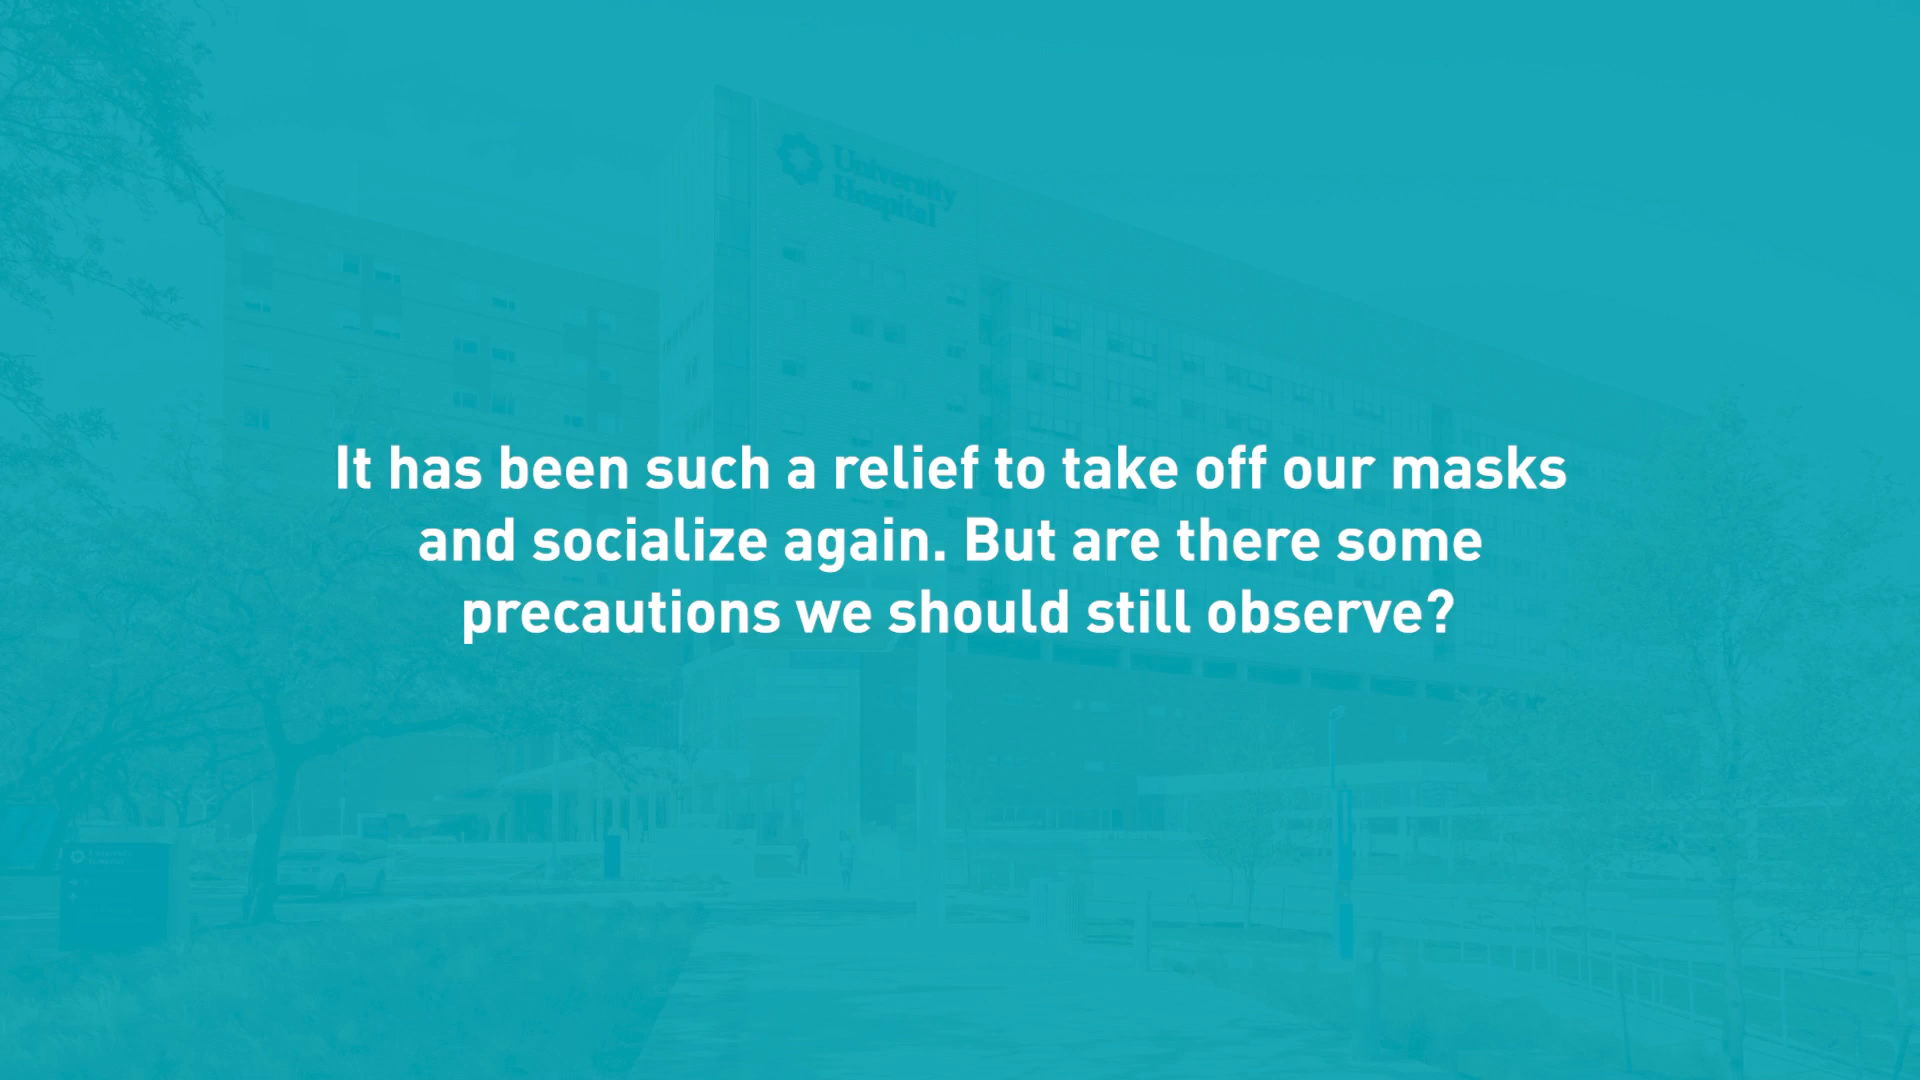 University
Hospital
It has been such a relief to take off our masks
and socialize again. But are there some
precautions we should still observe?